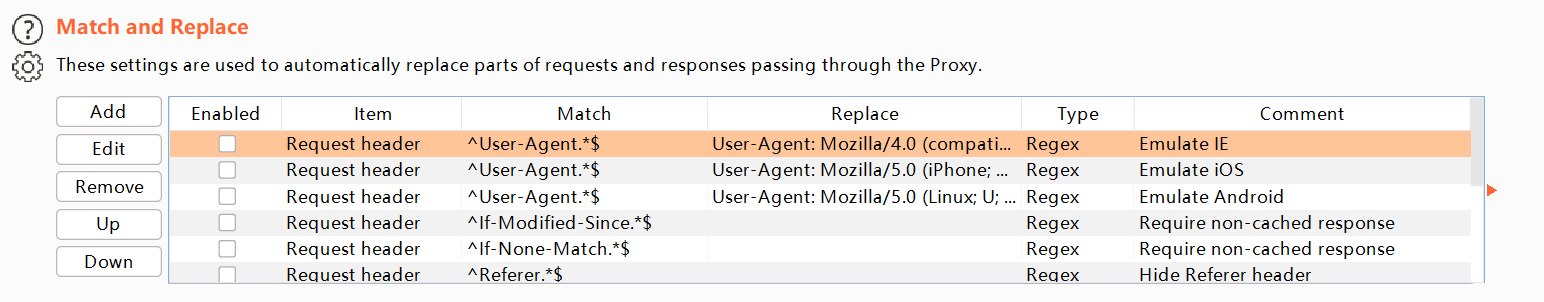 Match and Replace
These settings are used to automatically replace parts of requests and responses passing through the Proxy.
Add
Edit
Remove
Up
Down
Enabled Item Match Replace Type Comment
Request header ^User-Agent.*$ User-Agent: Mozilla/4.0 (compati... Regex Emulate IE
Request header ^User-Agent.*$ User-Agent: Mozilla/5.0 (iPhone; ... Regex Emulate iOS
Request header ^User-Agent.*$ User-Agent: Mozilla/5.0 (Linux; U; ... Regex Emulate Android
Request header ^If-Modified-Since.*$ Regex Require non-cached response
Request header ^If-None-Match.*$ Regex Require non-cached response
Request header ^Referer.*$ Regex Hide Referer header